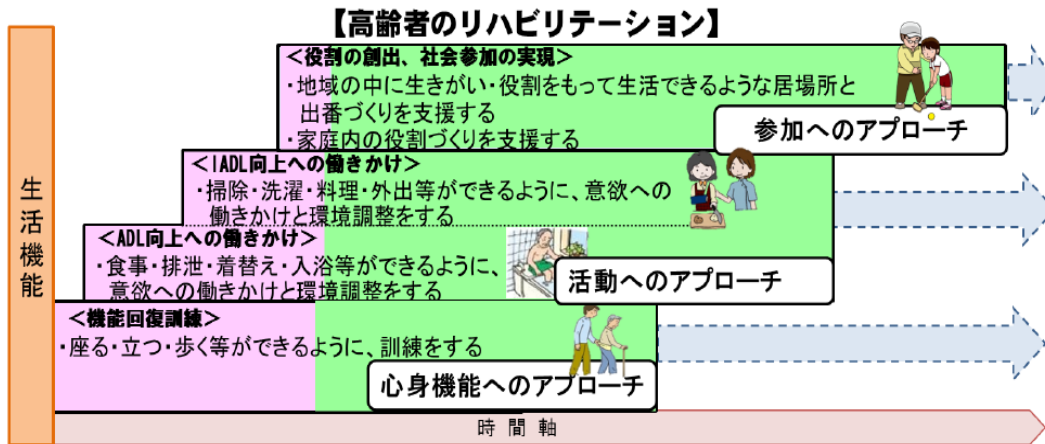 【高齢者のリハビリテーション】
生活機能
<役割の創出、社会参加の実現>
・地域の中に生きがい・役割をもって生活できるような居場所と
出番づくりを支援する
・家庭内の役割づくりを支援する
参加へのアプローチ
<IADL向上への働きかけ>
・掃除・洗濯・料理・外出等ができるように、意欲への
働きかけと環境調整をする
<ADL向上への働きかけ>
・食事・排泄・着替え・入浴等ができるように、
意欲への働きかけと環境調整をする
活動へのアプローチ
<機能回復訓練>
・座る・立つ・歩く等ができるように、訓練をする
心身機能へのアプローチ
時間軸